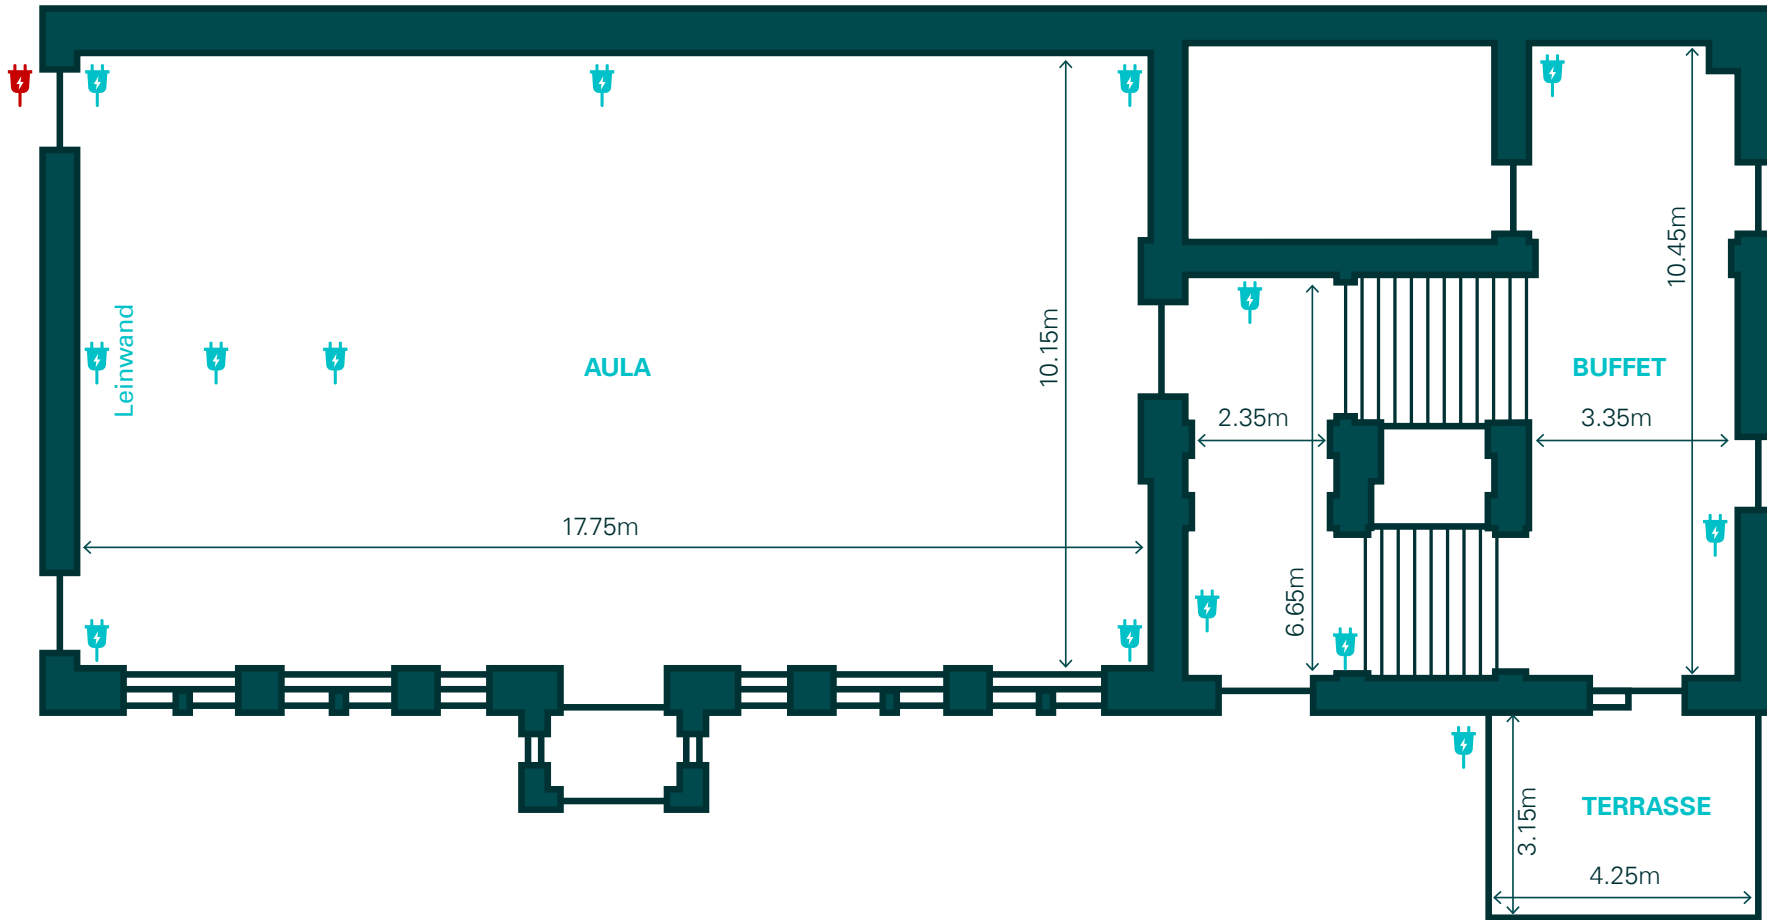 Leinwand
AULA
10.15m
17.75m
2.35m
6.65m
BUFFET
10.45m
3.35m
TERRASSE
3.15m
4.25m